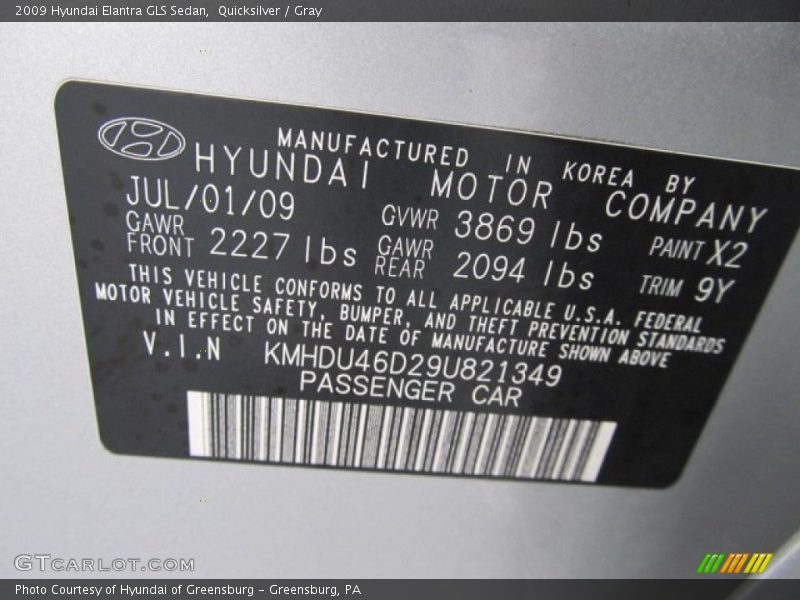 2009 Hyundai Elantra GLS Sedan, Quicksilver / Gray
MANUFACTURED IN KOREA BY
HYUNDAI MOTOR COMPANY
JUL/01/09 GVWR 3869 lbs PAINT X2
GAWR FRONT 2227 lbs GAWR REAR 2094 lbs TRIM 9Y
THIS VEHICLE CONFORMS TO ALL APPLICABLE U.S.A. FEDERAL
MOTOR VEHICLE SAFETY, BUMPER, AND THEFT PREVENTION STANDARDS
IN EFFECT ON THE DATE OF MANUFACTURE SHOWN ABOVE
V.I.N KMHDU46D29U821349
PASSENGER CAR
GTCARLOT.COM
Photo Courtesy of Hyundai of Greensburg - Greensburg, PA